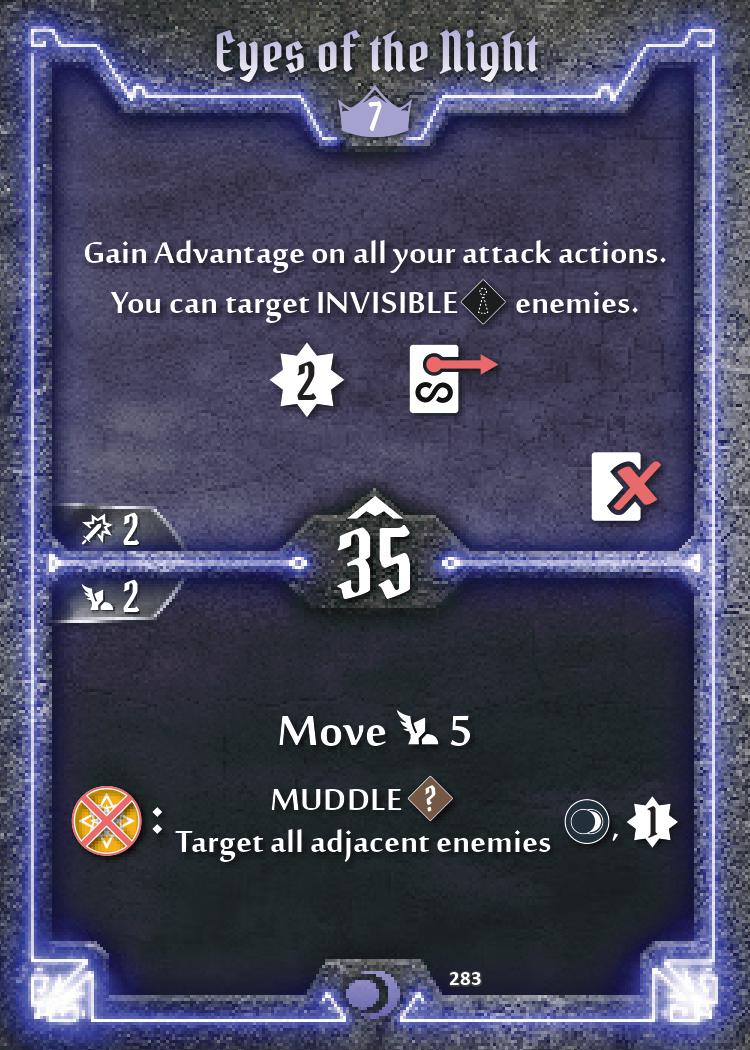 Eyes of the Night
7
Gain Advantage on all your attack actions.
You can target INVISIBLE enemies.
2
2
35
2
Move 5
MUDDLE ?
: Target all adjacent enemies , 1
283